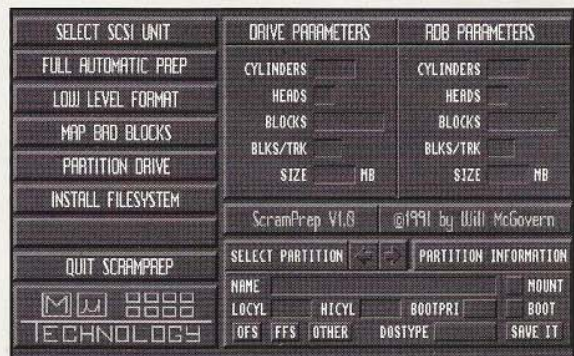 SELECT SCSI UNIT
FULL AUTOMATIC PREP
LOW LEVEL FORMAT
MAP BAD BLOCKS
PARTITION DRIVE
INSTALL FILESYSTEM
QUIT SCRAMPREP
Mµ
TECHNOLOGY
DRIVE PARAMETERS
CYLINDERS
HEADS
BLOCKS
BLKS/TRK
SIZE MB
RDB PARAMETERS
CYLINDERS
HEADS
BLOCKS
BLKS/TRK
SIZE MB
ScramPrep V1.0 ©1991 by Will McGovern
SELECT PARTITION PARTITION INFORMATION
NAME MOUNT
LOCYL HICYL BOOTPRI BOOT
OFS FFS OTHER DOSTYPE SAVE IT